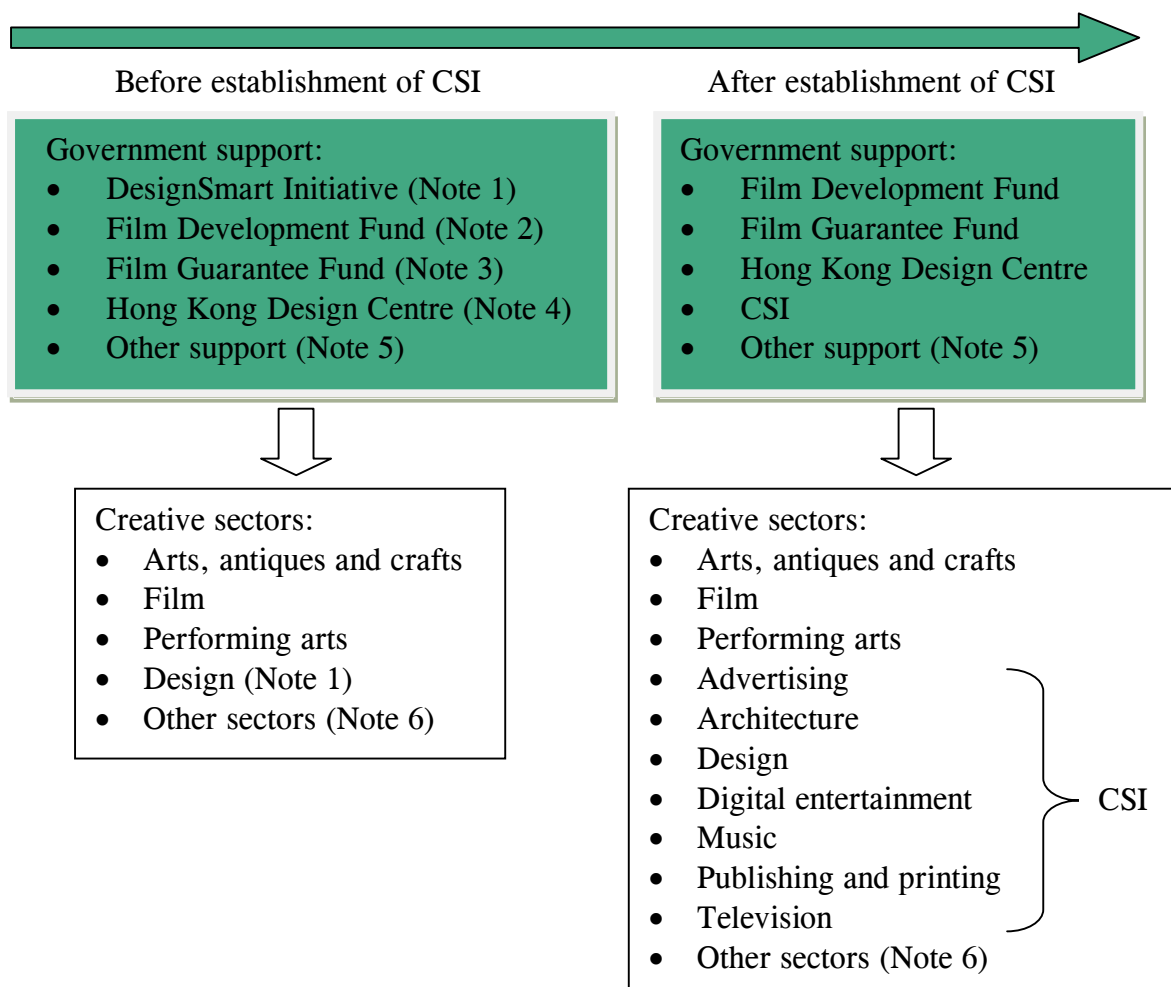 Before establishment of CSI
Government support:
• DesignSmart Initiative (Note 1)
• Film Development Fund (Note 2)
• Film Guarantee Fund (Note 3)
• Hong Kong Design Centre (Note 4)
• Other support (Note 5)
Creative sectors:
• Arts, antiques and crafts
• Film
• Performing arts
• Design (Note 1)
• Other sectors (Note 6)
After establishment of CSI
Government support:
• Film Development Fund
• Film Guarantee Fund
• Hong Kong Design Centre
• CSI
• Other support (Note 5)
Creative sectors:
• Arts, antiques and crafts
• Film
• Performing arts
• Advertising
• Architecture
• Design
• Digital entertainment
• Music
• Publishing and printing
• Television
• Other sectors (Note 6)
CSI